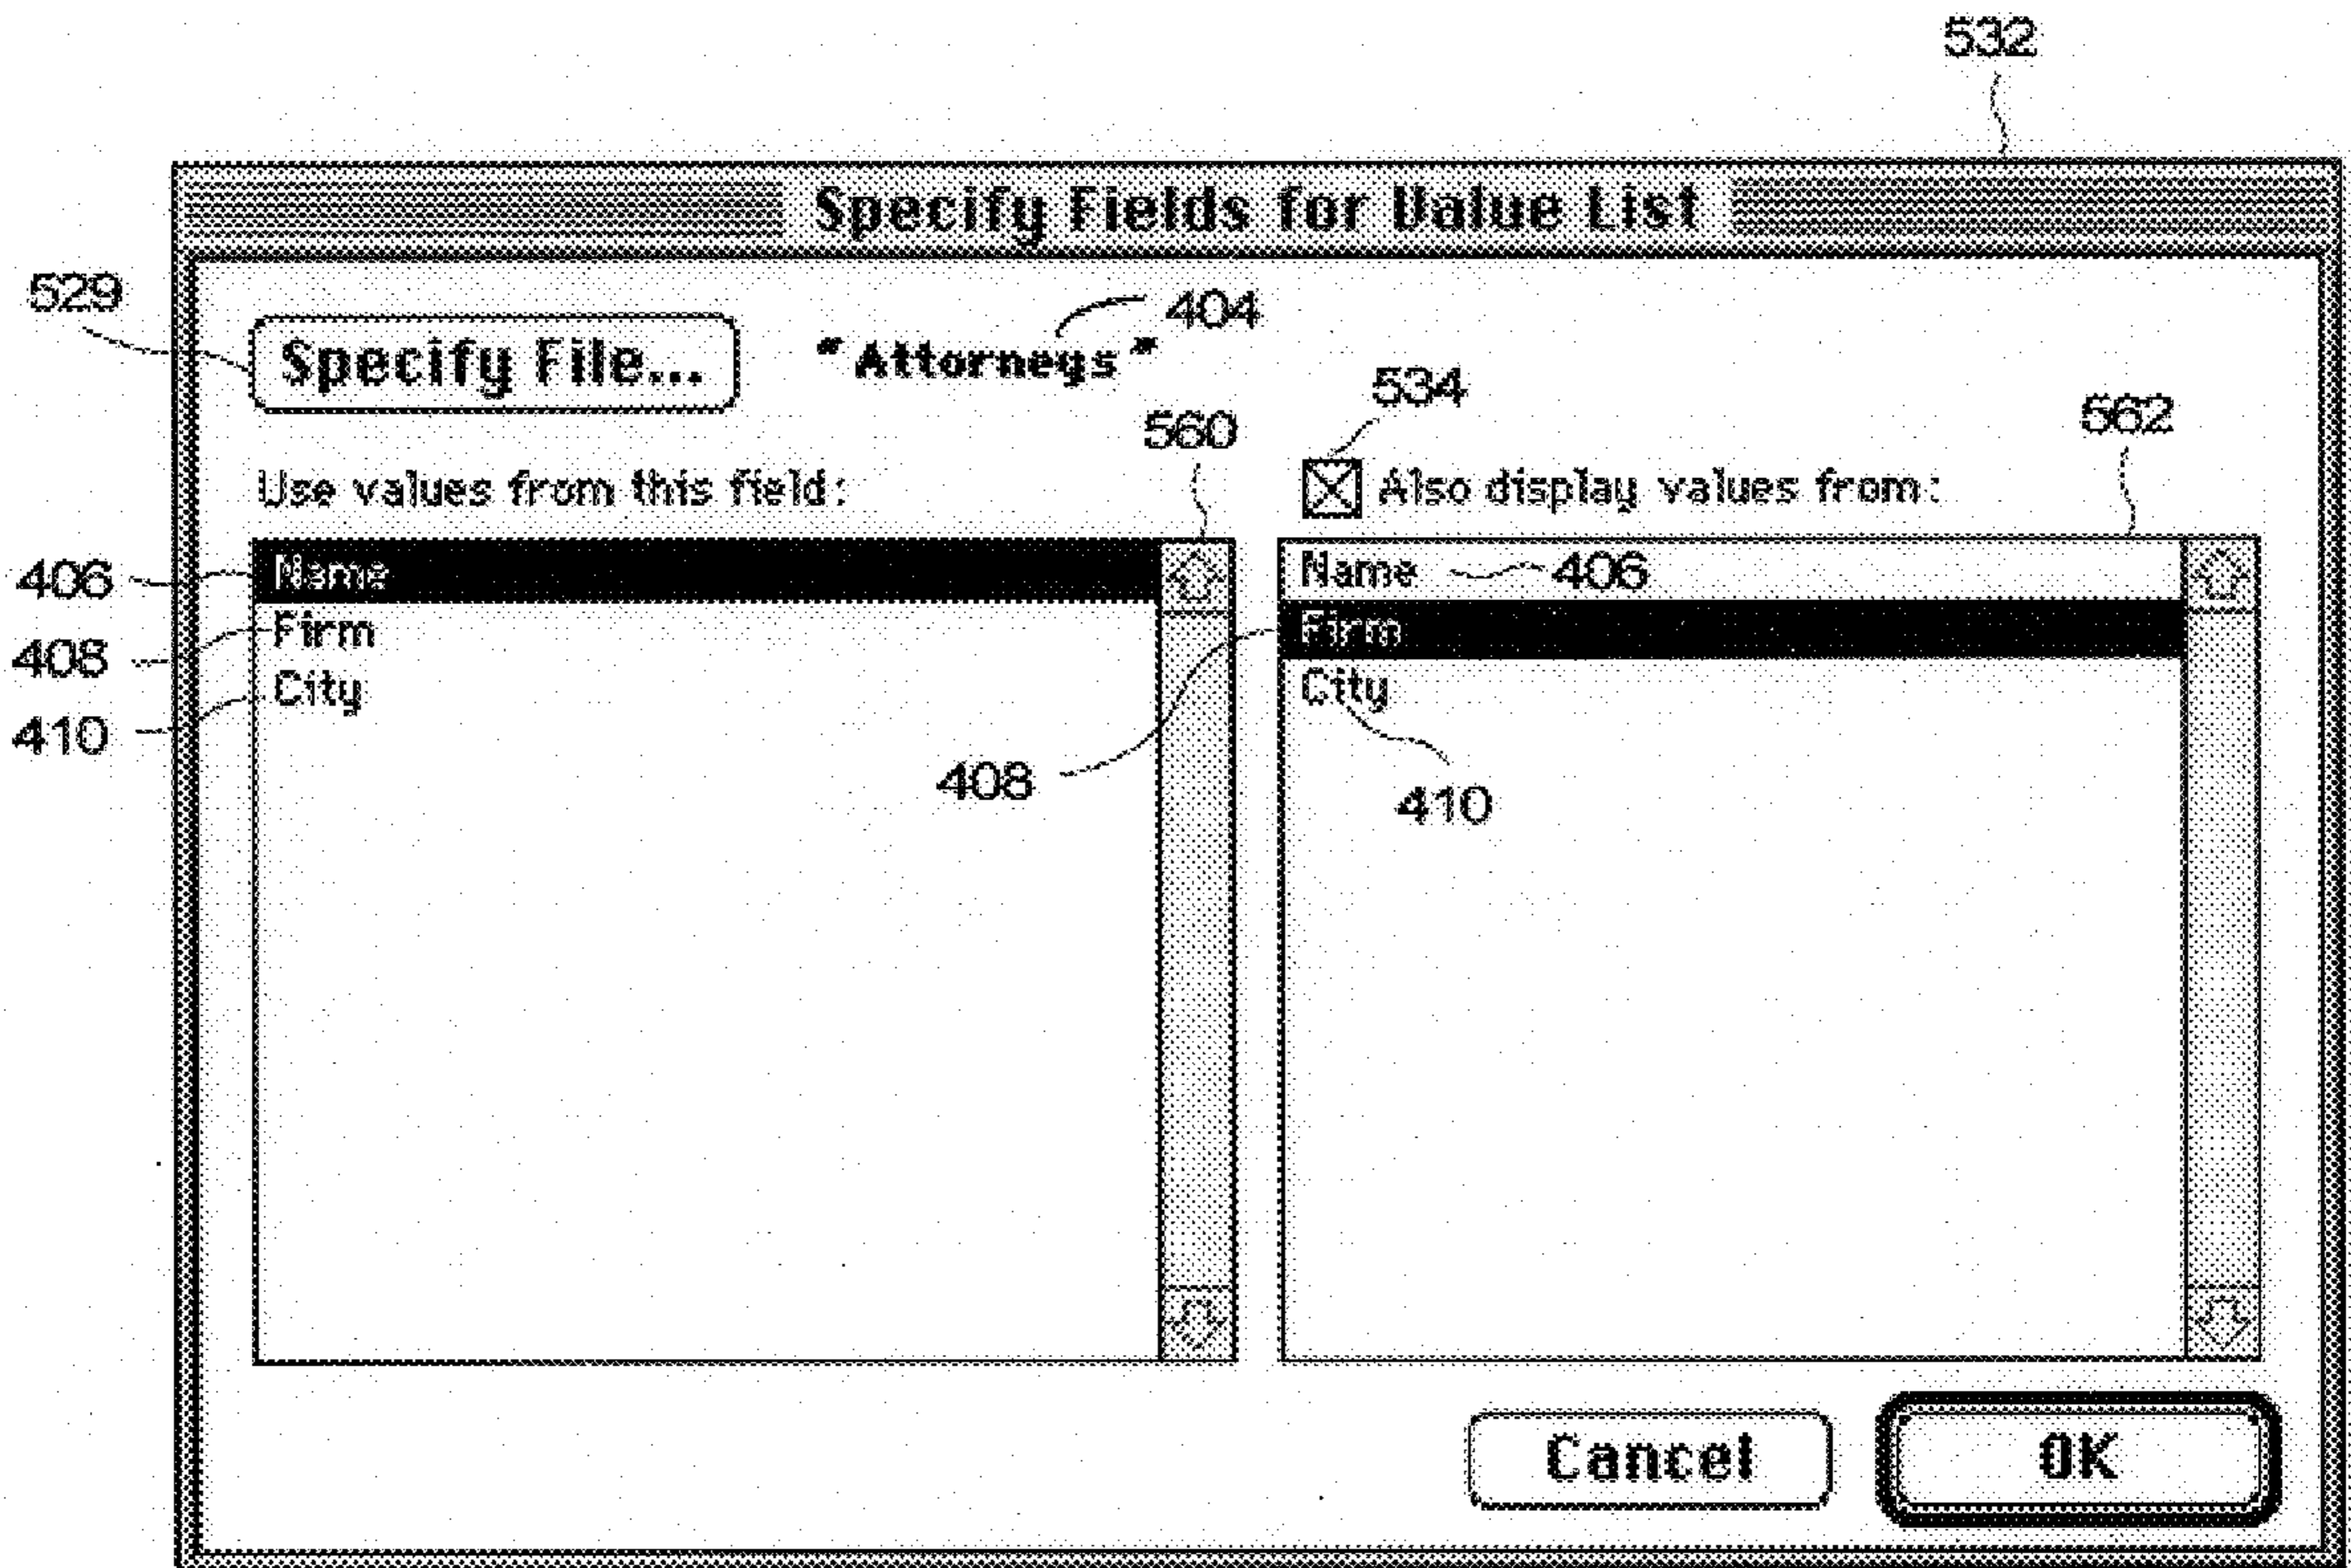 532
Specify Fields for Value List
529
404
Specify File...
"Attorneys"
534
560
562
Use values from this field:
Also display values from:
406
Name
Name
406
408
Firm
Firm
410
City
City
408
410
Cancel
OK